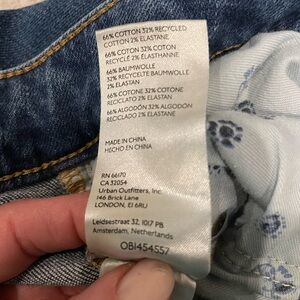 66% COTTON 32% RECYCLED
COTTON 2% ELASTANE
66% COTON 32% COTON
RECYCLÉ 2% ÉLASTHANNE
66% BAUMWOLLE
32% RECYCELTE BAUMWOLLE
2% ELASTAN
66% COTONE 32% COTONE
RICICLATO 2% ELASTAN
66% ALGODÓN 32% ALGODON
RECICLADO 2% ELASTANO
MADE IN CHINA
HECHO EN CHINA
RN 66170
CA 32054
Urban Outfitters, Inc.
146 Brick Lane
LONDON, E1 6RU
Leidsestraat 32, 1017 PB
Amsterdam, Netherlands
OB1454557